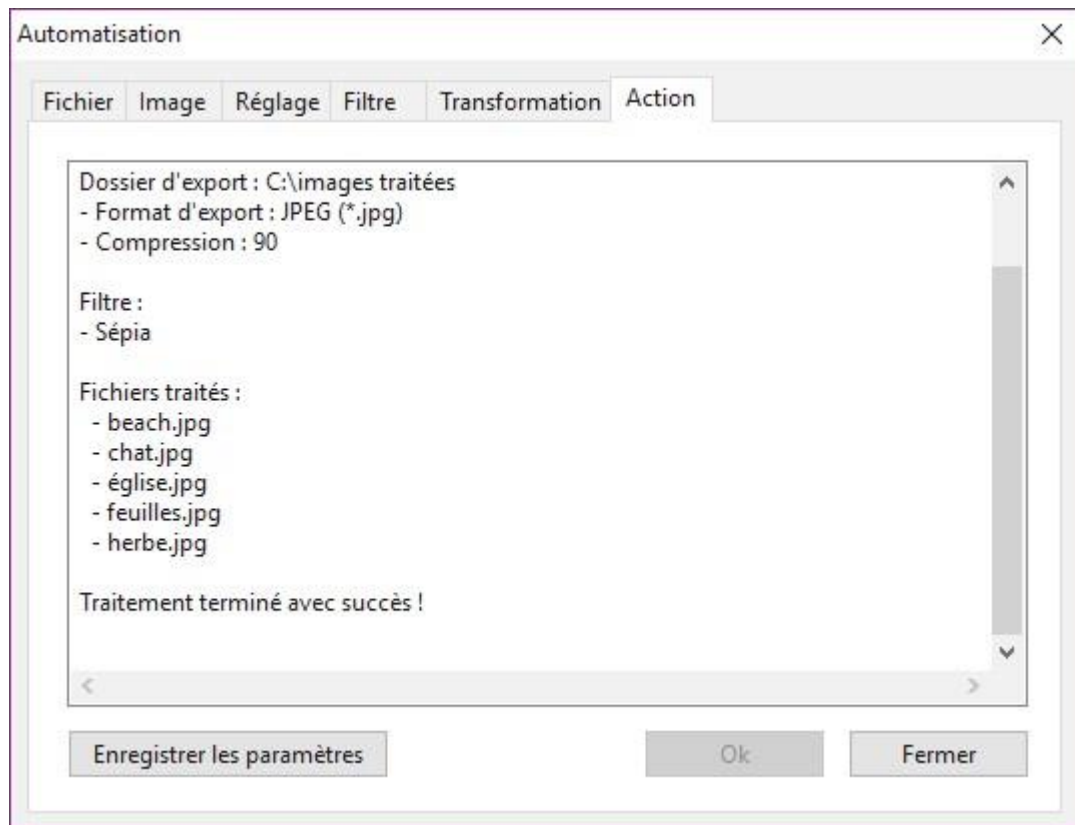 Automatisation
Fichier Image Réglage Filtre Transformation Action
Dossier d'export : C:\images traitées
- Format d'export : JPEG (*.jpg)
- Compression : 90
Filtre :
- Sépia
Fichiers traités :
- beach.jpg
- chat.jpg
- église.jpg
- feuilles.jpg
- herbe.jpg
Traitement terminé avec succès !
Enregistrer les paramètres Ok Fermer